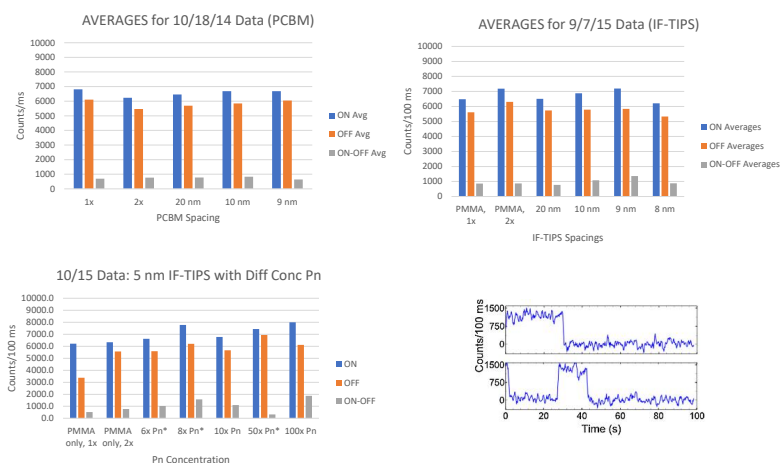 AVERAGES for 10/18/14 Data (PCBM)
10000
9000
8000
7000
6000
5000
4000
3000
2000
1000
0
Counts/ms
1x 2x 20 nm 10 nm 9 nm
PCBM Spacing
ON Avg
OFF Avg
ON-OFF Avg
AVERAGES for 9/7/15 Data (IF-TIPS)
10000
9000
8000
7000
6000
5000
4000
3000
2000
1000
0
Counts/100 ms
PMMA, 1x PMMA, 2x 20 nm 10 nm 9 nm 8 nm
IF-TIPS Spacings
ON Averages
OFF Averages
ON-OFF Averages
10/15 Data: 5 nm IF-TIPS with Diff Conc Pn
10000.0
9000.0
8000.0
7000.0
6000.0
5000.0
4000.0
3000.0
2000.0
1000.0
0.0
Counts/100 ms
PMMA only, 1x PMMA only, 2x 6x Pn* 8x Pn* 10x Pn 50x Pn* 100x Pn
Pn Concentration
ON
OFF
ON-OFF
Counts/100 ms
1500
750
0
1500
750
0
0 20 40 60 80 100
Time (s)